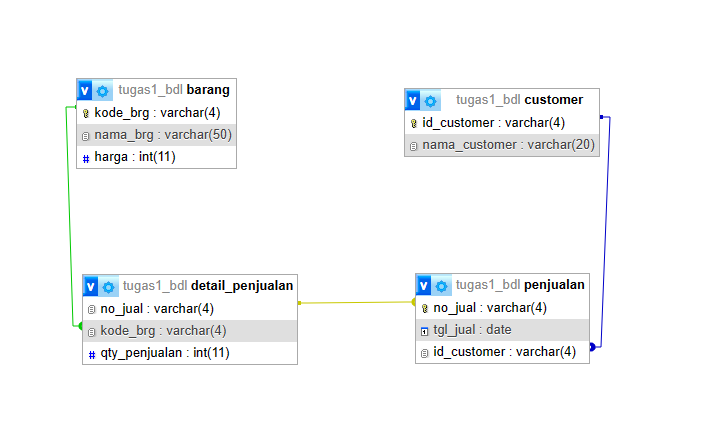 tugas1_bdl barang
kode_brg : varchar(4)
nama_brg : varchar(50)
# harga : int(11)
tugas1_bdl customer
id_customer : varchar(4)
nama_customer : varchar(20)
tugas1_bdl detail_penjualan
no_jual : varchar(4)
kode_brg : varchar(4)
# qty_penjualan : int(11)
tugas1_bdl penjualan
no_jual : varchar(4)
tgl_jual : date
id_customer : varchar(4)